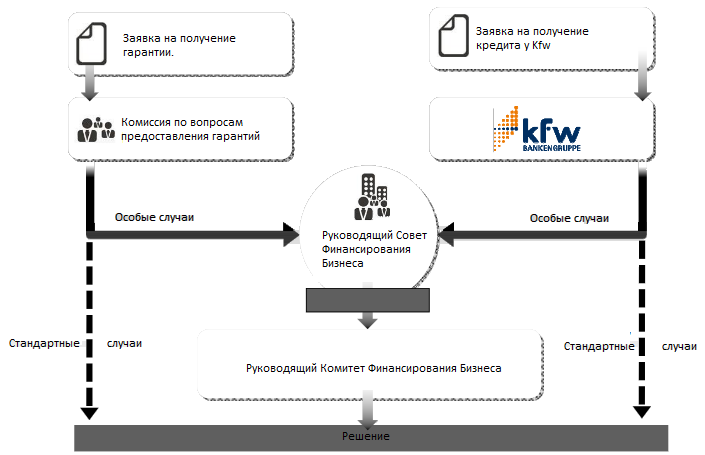 Заявка на получение
гарантии.
Заявка на получение
кредита у Kfw
Комиссия по вопросам
предоставления гарантий
kfw
BANKENGRUPPE
Особые случаи
Особые случаи
Руководящий Совет
Финансирования
Бизнеса
Стандартные случаи
Стандартные случаи
Руководящий Комитет Финансирования Бизнеса
Решение